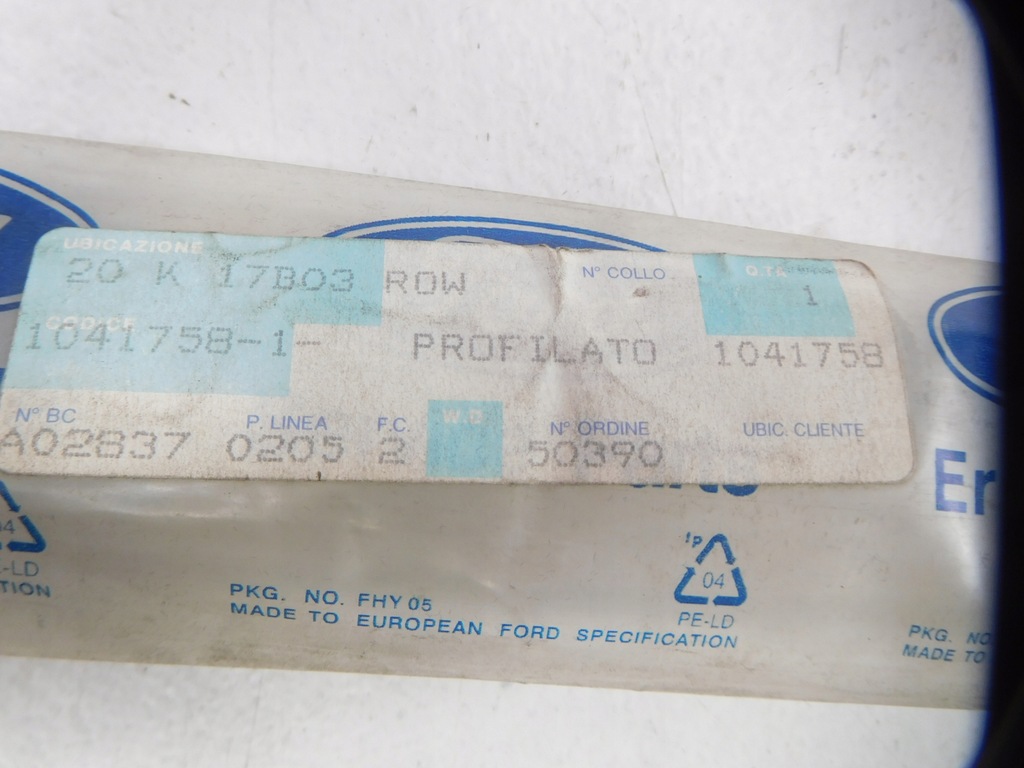 UBICAZIONE
20 K 17B03 ROW
N° COLLO
Q.TA
1
CODICE
1041758-1-
PROFILATO
1041758
N° BC
P. LINEA
F.C.
N° ORDINE
UBIC. CLIENTE
A02837
0205
2
50390
Er
04
PE-LD
04
PE-LD
PKG. NO. FHY 05
MADE TO EUROPEAN FORD SPECIFICATION
PKG. NO
MADE TO